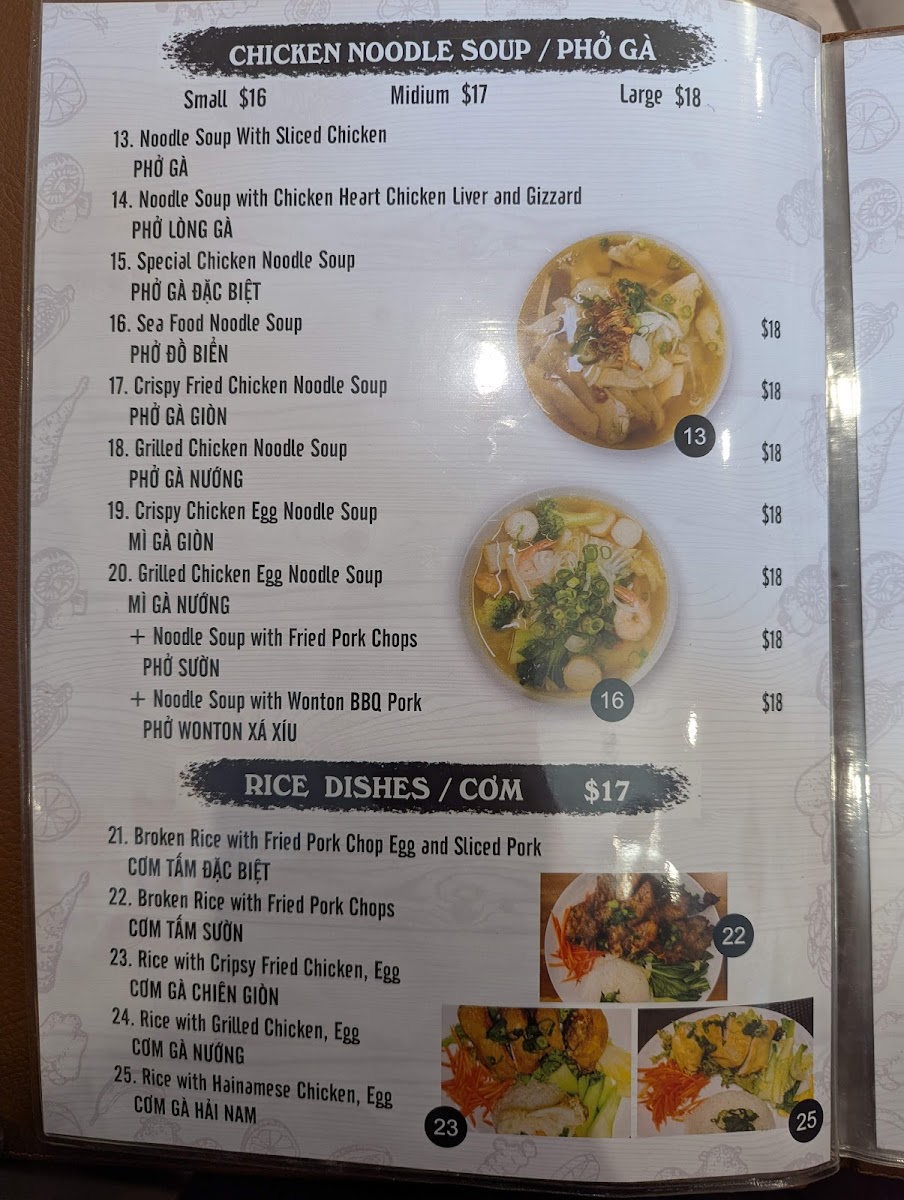 CHICKEN NOODLE SOUP / PHỞ GÀ
Small $16 Midium $17 Large $18
13. Noodle Soup With Sliced Chicken
PHỞ GÀ
14. Noodle Soup with Chicken Heart Chicken Liver and Gizzard
PHỞ LÒNG GÀ
15. Special Chicken Noodle Soup
PHỞ GÀ ĐẶC BIỆT
16. Sea Food Noodle Soup $18
PHỞ ĐỒ BIỂN
17. Crispy Fried Chicken Noodle Soup $18
PHỞ GÀ GIÒN
13
18. Grilled Chicken Noodle Soup $18
PHỞ GÀ NƯỚNG
19. Crispy Chicken Egg Noodle Soup $18
MÌ GÀ GIÒN
20. Grilled Chicken Egg Noodle Soup $18
MÌ GÀ NƯỚNG
+ Noodle Soup with Fried Pork Chops $18
PHỞ SƯỜN
+ Noodle Soup with Wonton BBQ Pork $18
PHỞ WONTON XÁ XÍU
16
RICE DISHES / CƠM $17
21. Broken Rice with Fried Pork Chop Egg and Sliced Pork
CƠM TẤM ĐẶC BIỆT
22. Broken Rice with Fried Pork Chops
CƠM TẤM SƯỜN
22
23. Rice with Cripsy Fried Chicken, Egg
CƠM GÀ CHIÊN GIÒN
24. Rice with Grilled Chicken, Egg
CƠM GÀ NƯỚNG
25. Rice with Hainamese Chicken, Egg
CƠM GÀ HẢI NAM
23
25